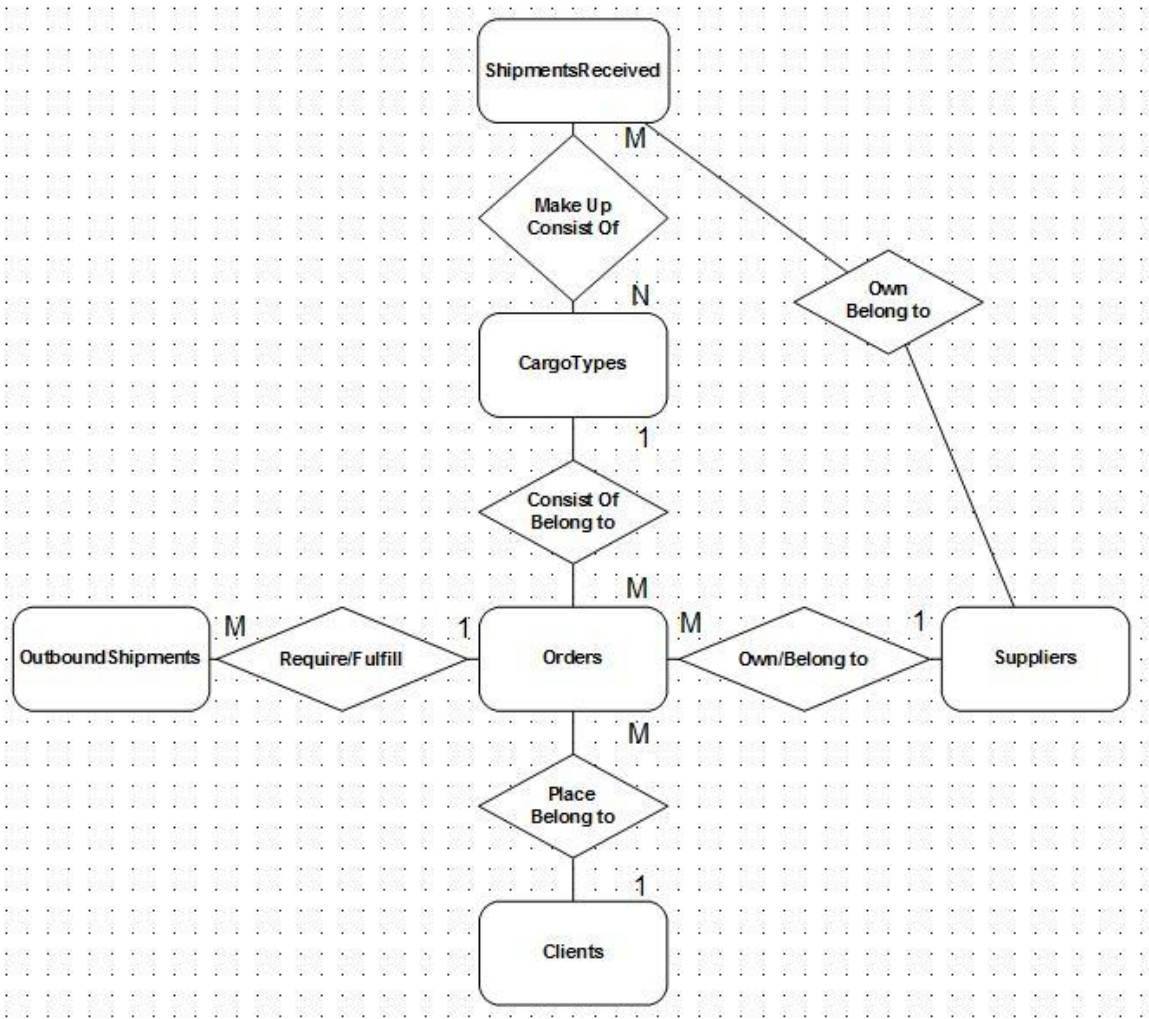 ShipmentsReceived
M
Make Up
Consist Of
Own
Belong to
N
CargoTypes
1
Consist Of
Belong to
M
OutboundShipments
M
Require/Fulfill
1
Orders
M
Own/Belong to
1
Suppliers
M
Place
Belong to
1
Clients